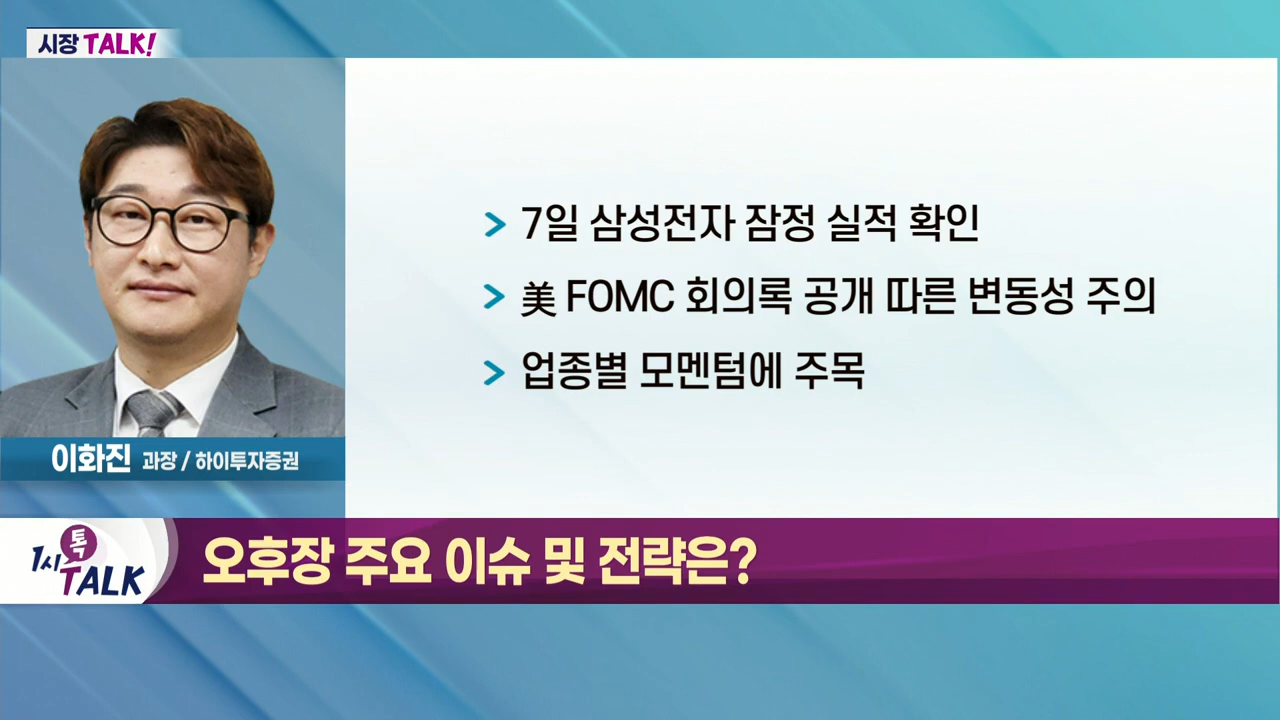 시장 TALK!
> 7일 삼성전자 잠정 실적 확인
> 美 FOMC 회의록 공개 따른 변동성 주의
> 업종별 모멘텀에 주목
이화진 과장 / 하이투자증권
1시 톡 TALK
오후장 주요 이슈 및 전략은?